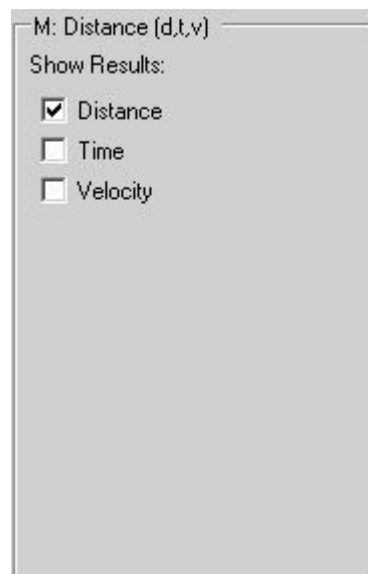 M: Distance (d,t,v)
Show Results:
Distance
Time
Velocity